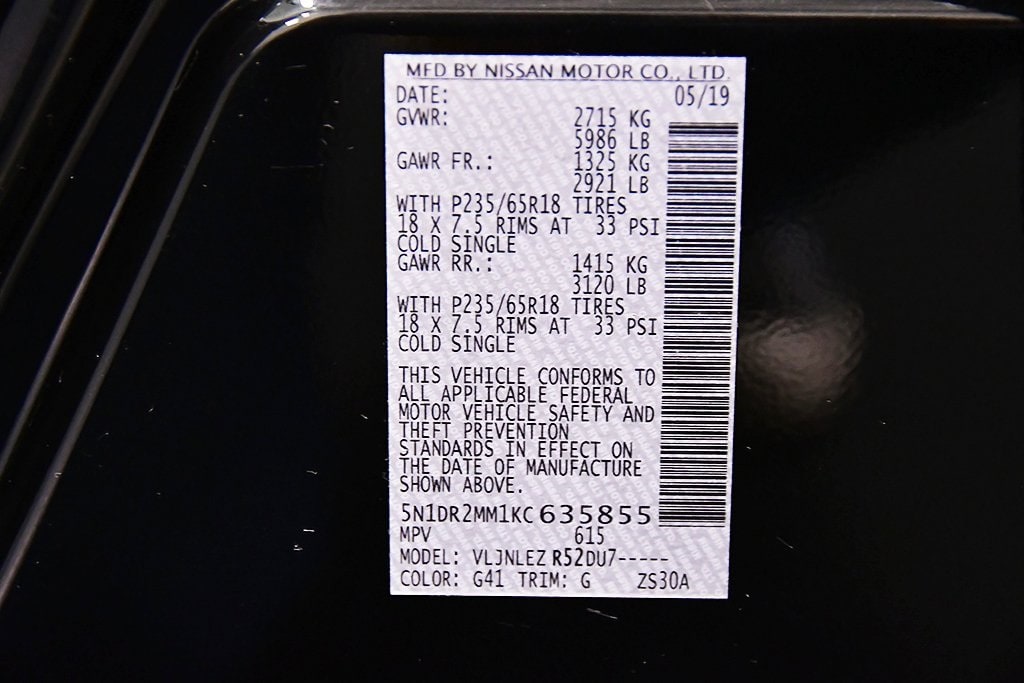 MFD BY NISSAN MOTOR CO., LTD.
DATE: 05/19
GVWR: 2715 KG
5986 LB
GAWR FR.: 1325 KG
2921 LB
WITH P235/65R18 TIRES
18 X 7.5 RIMS AT 33 PSI
COLD SINGLE
GAWR RR.: 1415 KG
3120 LB
WITH P235/65R18 TIRES
18 X 7.5 RIMS AT 33 PSI
COLD SINGLE
THIS VEHICLE CONFORMS TO
ALL APPLICABLE FEDERAL
MOTOR VEHICLE SAFETY AND
THEFT PREVENTION
STANDARDS IN EFFECT ON
THE DATE OF MANUFACTURE
SHOWN ABOVE.
5N1DR2MM1KC635855
MPV 615
MODEL: VLJNLEZ R52DU7-----
COLOR: G41 TRIM: G ZS30A